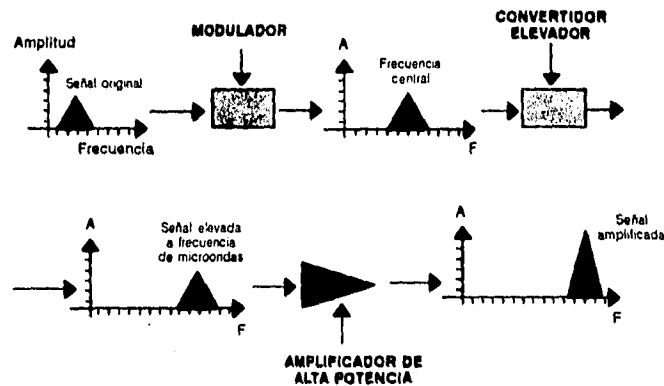 Amplitud
Señal original
Frecuencia
MODULADOR
A
Frecuencia
central
F
CONVERTIDOR
ELEVADOR
A
Señal elevada
a frecuencia
de microondas
F
AMPLIFICADOR DE
ALTA POTENCIA
A
Señal
amplificada
F